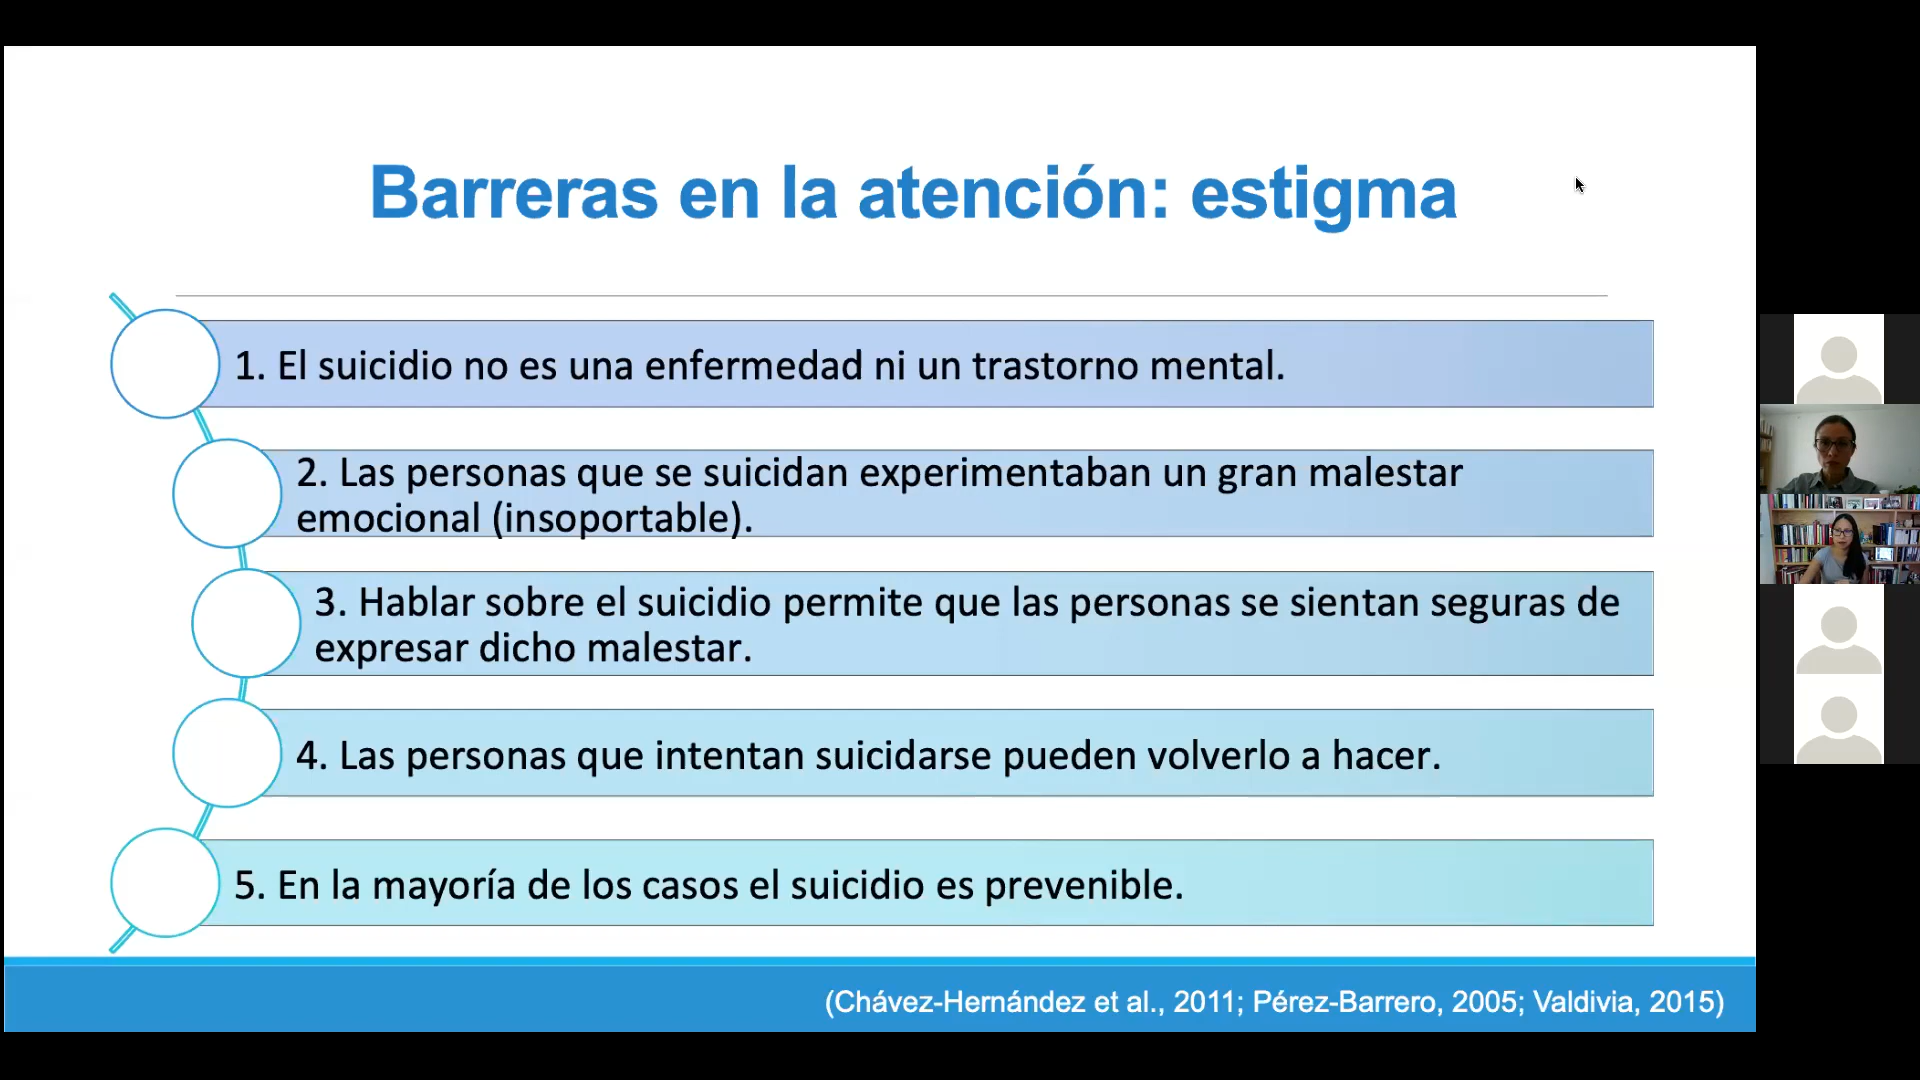 Barreras en la atención: estigma
1. El suicidio no es una enfermedad ni un trastorno mental.
2. Las personas que se suicidan experimentaban un gran malestar
emocional (insoportable).
3. Hablar sobre el suicidio permite que las personas se sientan seguras de
expresar dicho malestar.
4. Las personas que intentan suicidarse pueden volverlo a hacer.
5. En la mayoría de los casos el suicidio es prevenible.
(Chávez-Hernández et al., 2011; Pérez-Barrero, 2005; Valdivia, 2015)